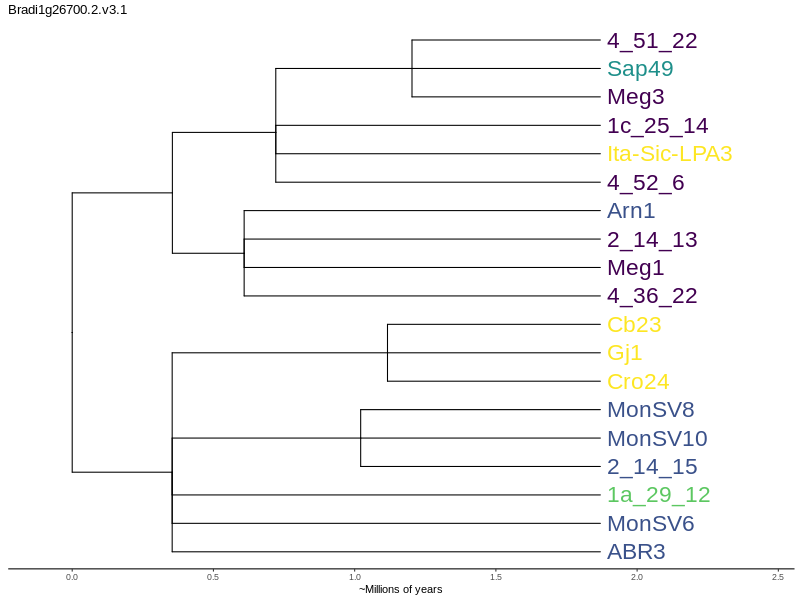 Bradi1g26700.2.v3.1
4_51_22
Sap49
Meg3
1c_25_14
Ita-Sic-LPA3
4_52_6
Arn1
2_14_13
Meg1
4_36_22
Cb23
Gj1
Cro24
MonSV8
MonSV10
2_14_15
1a_29_12
MonSV6
ABR3
0.0 0.5 1.0 1.5 2.0 2.5
~Millions of years